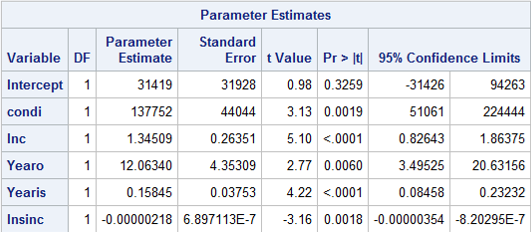 Parameter Estimates
Variable DF Parameter Estimate Standard Error t Value Pr > |t| 95% Confidence Limits
Intercept 1 31419 31928 0.98 0.3259 -31426 94263
condi 1 137752 44044 3.13 0.0019 51061 224444
Inc 1 1.34509 0.26351 5.10 <.0001 0.82643 1.86375
Yearo 1 12.06340 4.35309 2.77 0.0060 3.49525 20.63156
Yearis 1 0.15845 0.03753 4.22 <.0001 0.08458 0.23232
Insinc 1 -0.00000218 6.897113E-7 -3.16 0.0018 -0.00000354 -8.20295E-7